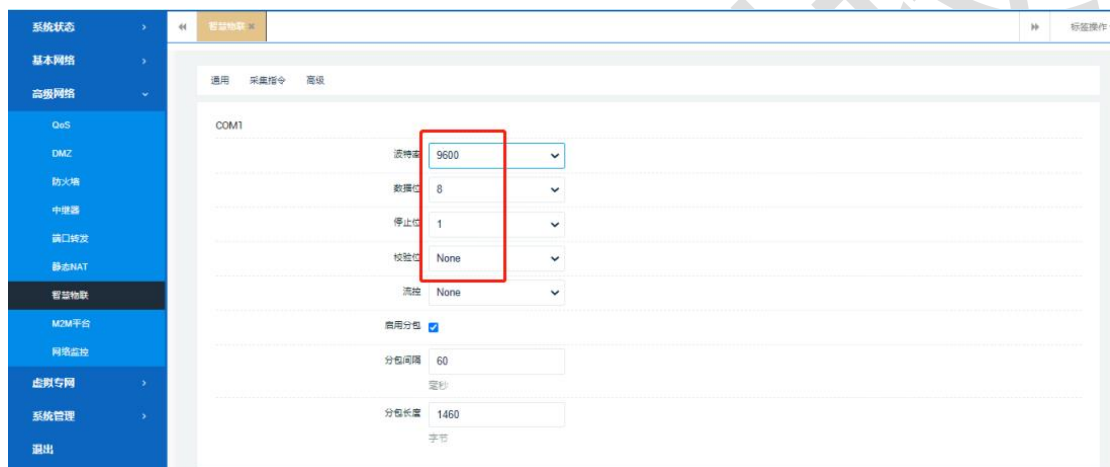 系统状态
智慧物联
标签操作
基本网络
高级网络
通用 采集指令 高级
QoS
DMZ
防火墙
中继器
端口转发
静态NAT
智慧物联
M2M平台
网络监控
虚拟专网
系统管理
退出
COM1
波特率 9600
数据位 8
停止位 1
校验位 None
流控 None
启用分包
分包间隔 60
毫秒
分包长度 1460
字节